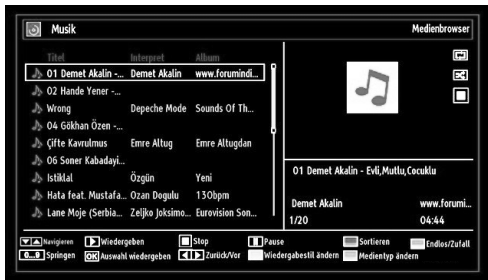 Musik
Medienbrowser
Titel Interpret Album
01 Demet Akalin -... Demet Akalin www.forumindi...
02 Hande Yener -...
Wrong Depeche Mode Sounds Of Th...
04 Gökhan Özen -...
Çifte Kavrulmus Emre Altug Emre Altugdan
06 Soner Kabadayi...
Istiklal Özgün Yeni
Hata feat. Mustafa... Ozan Dogulu 130bpm
Lane Moje (Serbia... Zeljko Joksimo... Eurovision Son...
01 Demet Akalin - Evli,Mutlu,Cocuklu
Demet Akalin www.forumi...
1/20 04:44
Navigieren Wiedergeben Stop Pause Sortieren Endlos/Zufall
0...9 Springen OK Auswahl wiedergeben Zurück/Vor Wiedergabestil ändern Medientyp ändern